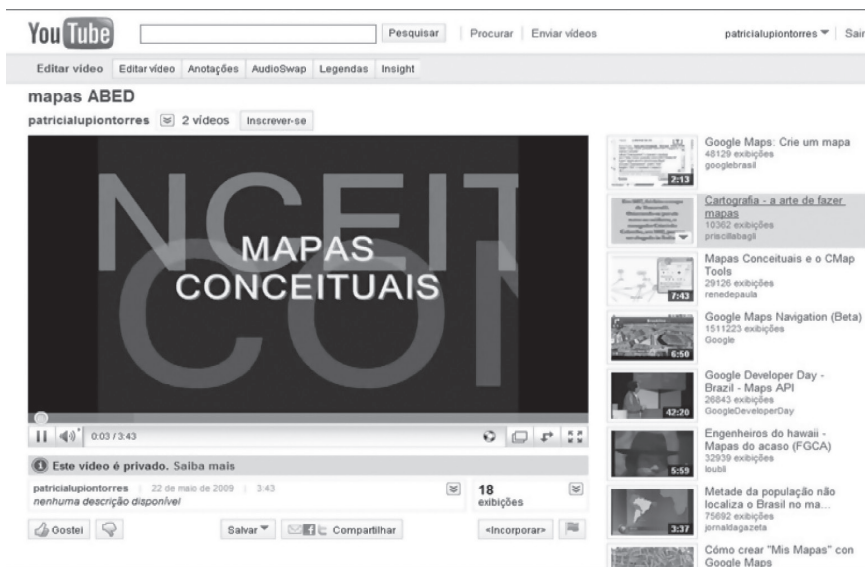 YouTube
Pesquisar
Procurar
Enviar vídeos
patricialupiontorres
Sair
Editar vídeo
Editar vídeo
Anotações
AudioSwap
Legendas
Insight
mapas ABED
patricialupiontorres
2 vídeos
Inscrever-se
NCEIT
CON
MAPAS
CONCEITUAIS
0:03 / 3:43
Este vídeo é privado. Saiba mais
patricialupiontorres
22 de maio de 2009
3:43
nenhuma descrição disponível
18
exibições
Gostei
Salvar
Compartilhar
<Incorporar>
2:13
Google Maps: Crie um mapa
48129 exibições
googlebrasil
Cartografia - a arte de fazer
mapas
10362 exibições
priscillabagli
7:43
Mapas Conceituais e o CMap
Tools
29126 exibições
renedepaula
6:50
Google Maps Navigation (Beta)
1511223 exibições
Google
42:20
Google Developer Day -
Brazil - Maps API
26843 exibições
GoogleDeveloperDay
5:59
Engenheiros do hawaii -
Mapas do acaso (FGCA)
32939 exibições
loubli
3:37
Metade da população não
localiza o Brasil no ma...
75692 exibições
jornaldagazeta
Cómo crear "Mis Mapas" con
Google Maps